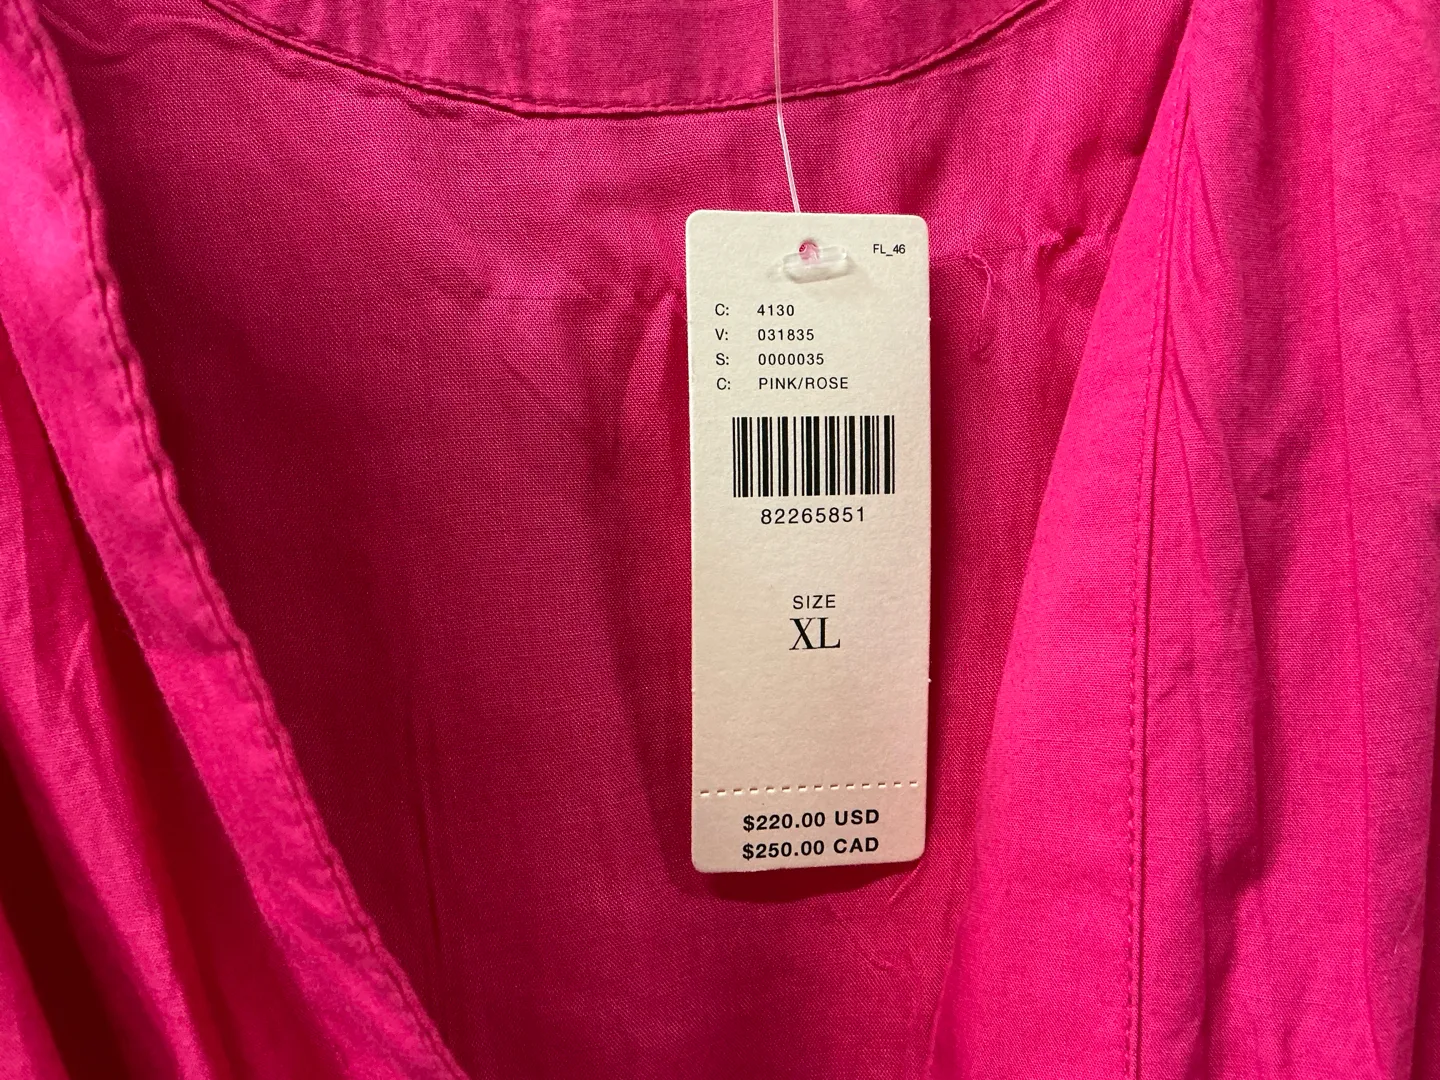 FL_46
C: 4130
V: 031835
S: 0000035
C: PINK/ROSE
82265851
SIZE
XL
$220.00 USD
$250.00 CAD